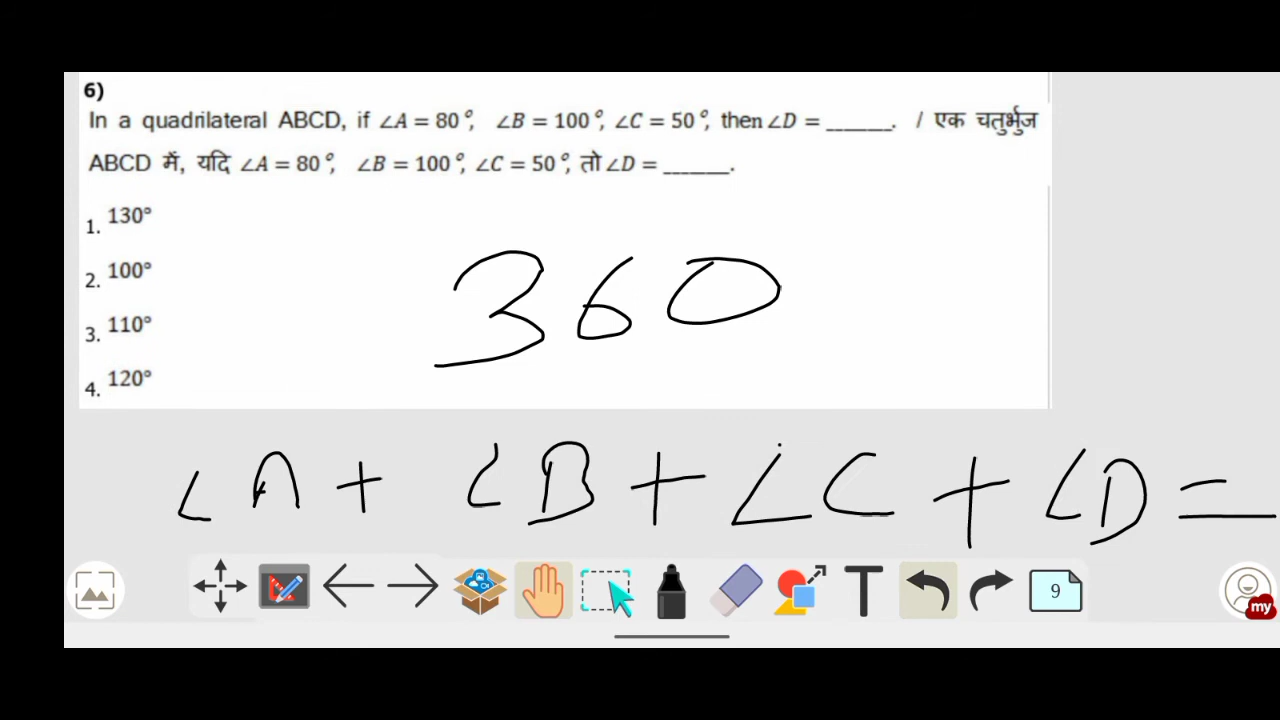 6)
In a quadrilateral ABCD, if ∠A = 80°, ∠B = 100°, ∠C = 50°, then ∠D = ______. / एक चतुर्भुज
ABCD में, यदि ∠A = 80°, ∠B = 100°, ∠C = 50°, तो ∠D = ______.
1. 130°
2. 100°
3. 110°
4. 120°
360
∠A + ∠B + ∠C + ∠D =
T
9
my